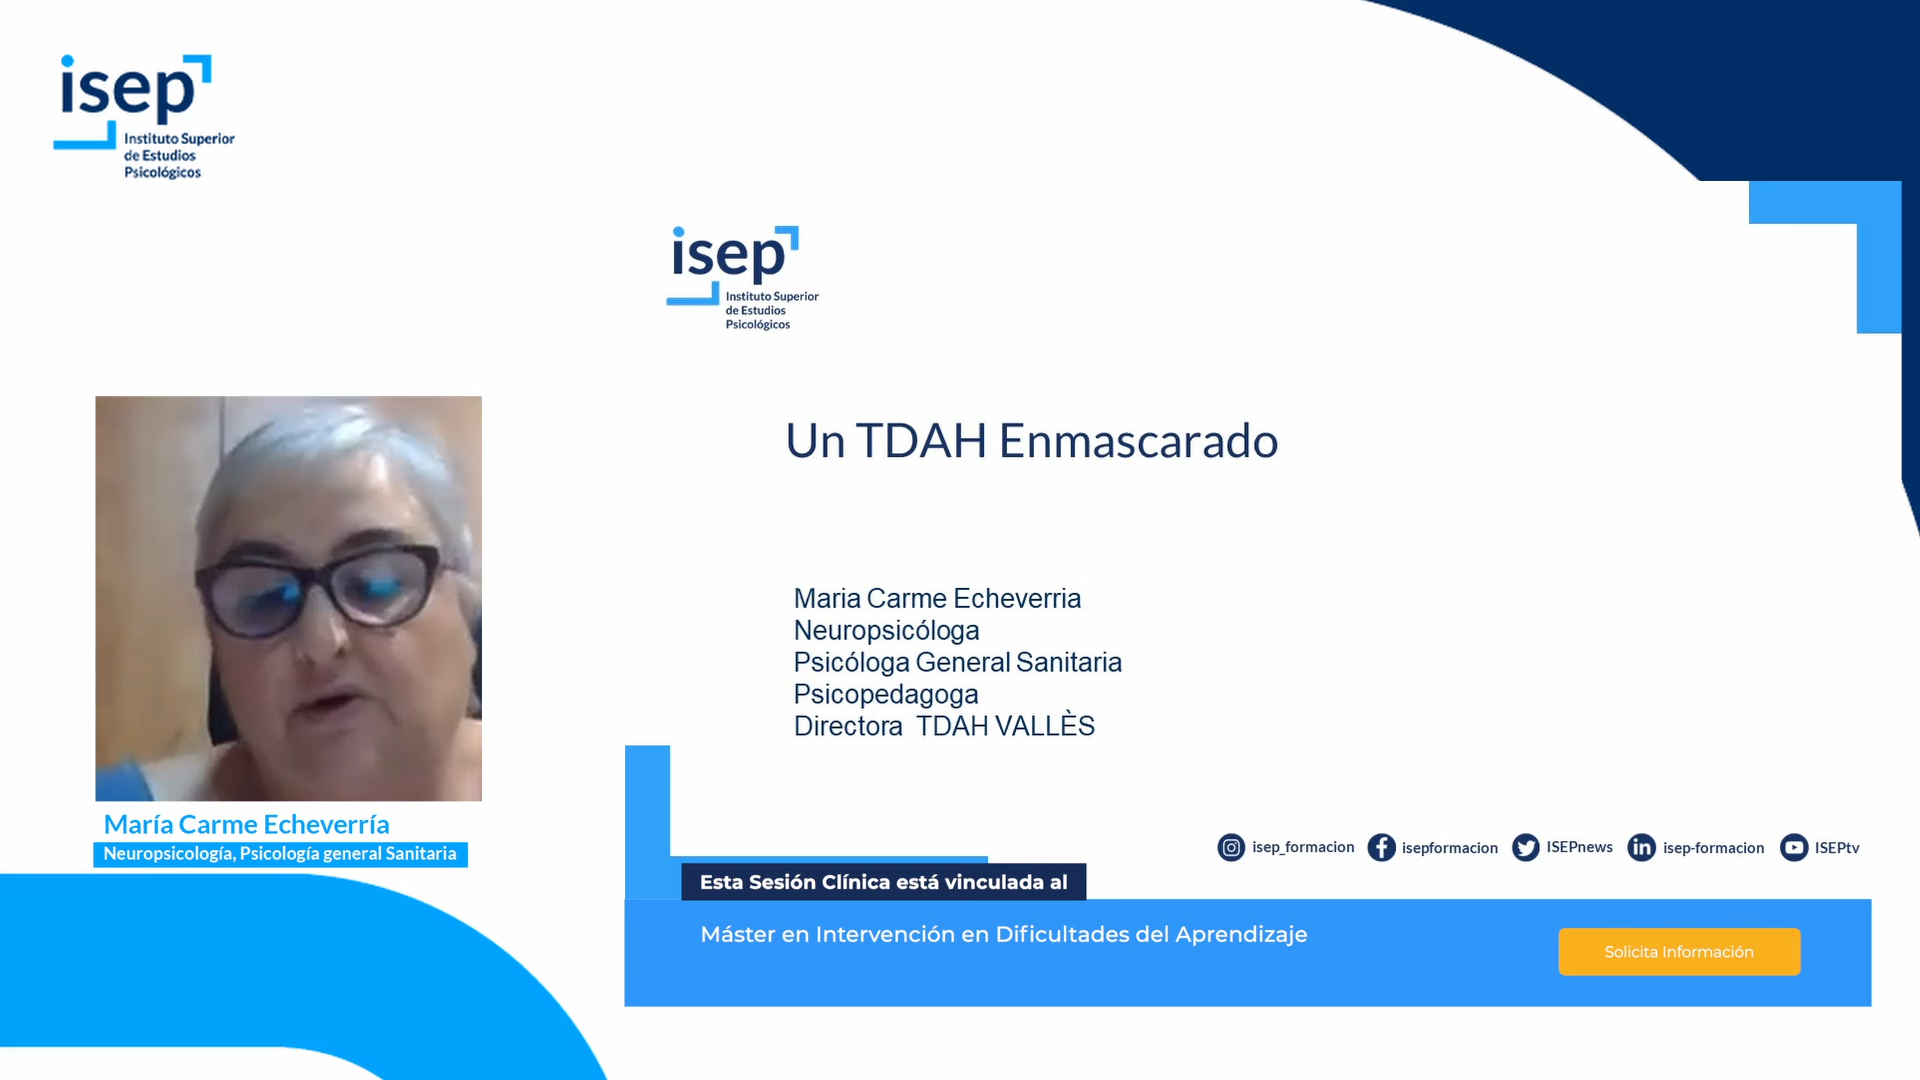 isep
Instituto Superior
de Estudios
Psicológicos
isep
Instituto Superior
de Estudios
Psicológicos
Un TDAH Enmascarado
Maria Carme Echeverria
Neuropsicóloga
Psicóloga General Sanitaria
Psicopedagoga
Directora TDAH VALLÈS
María Carme Echeverría
Neuropsicología, Psicología general Sanitaria
isep_formacion isepformacion ISEPnews isep-formacion ISEPtv
Esta Sesión Clínica está vinculada al
Máster en Intervención en Dificultades del Aprendizaje
Solicita Información